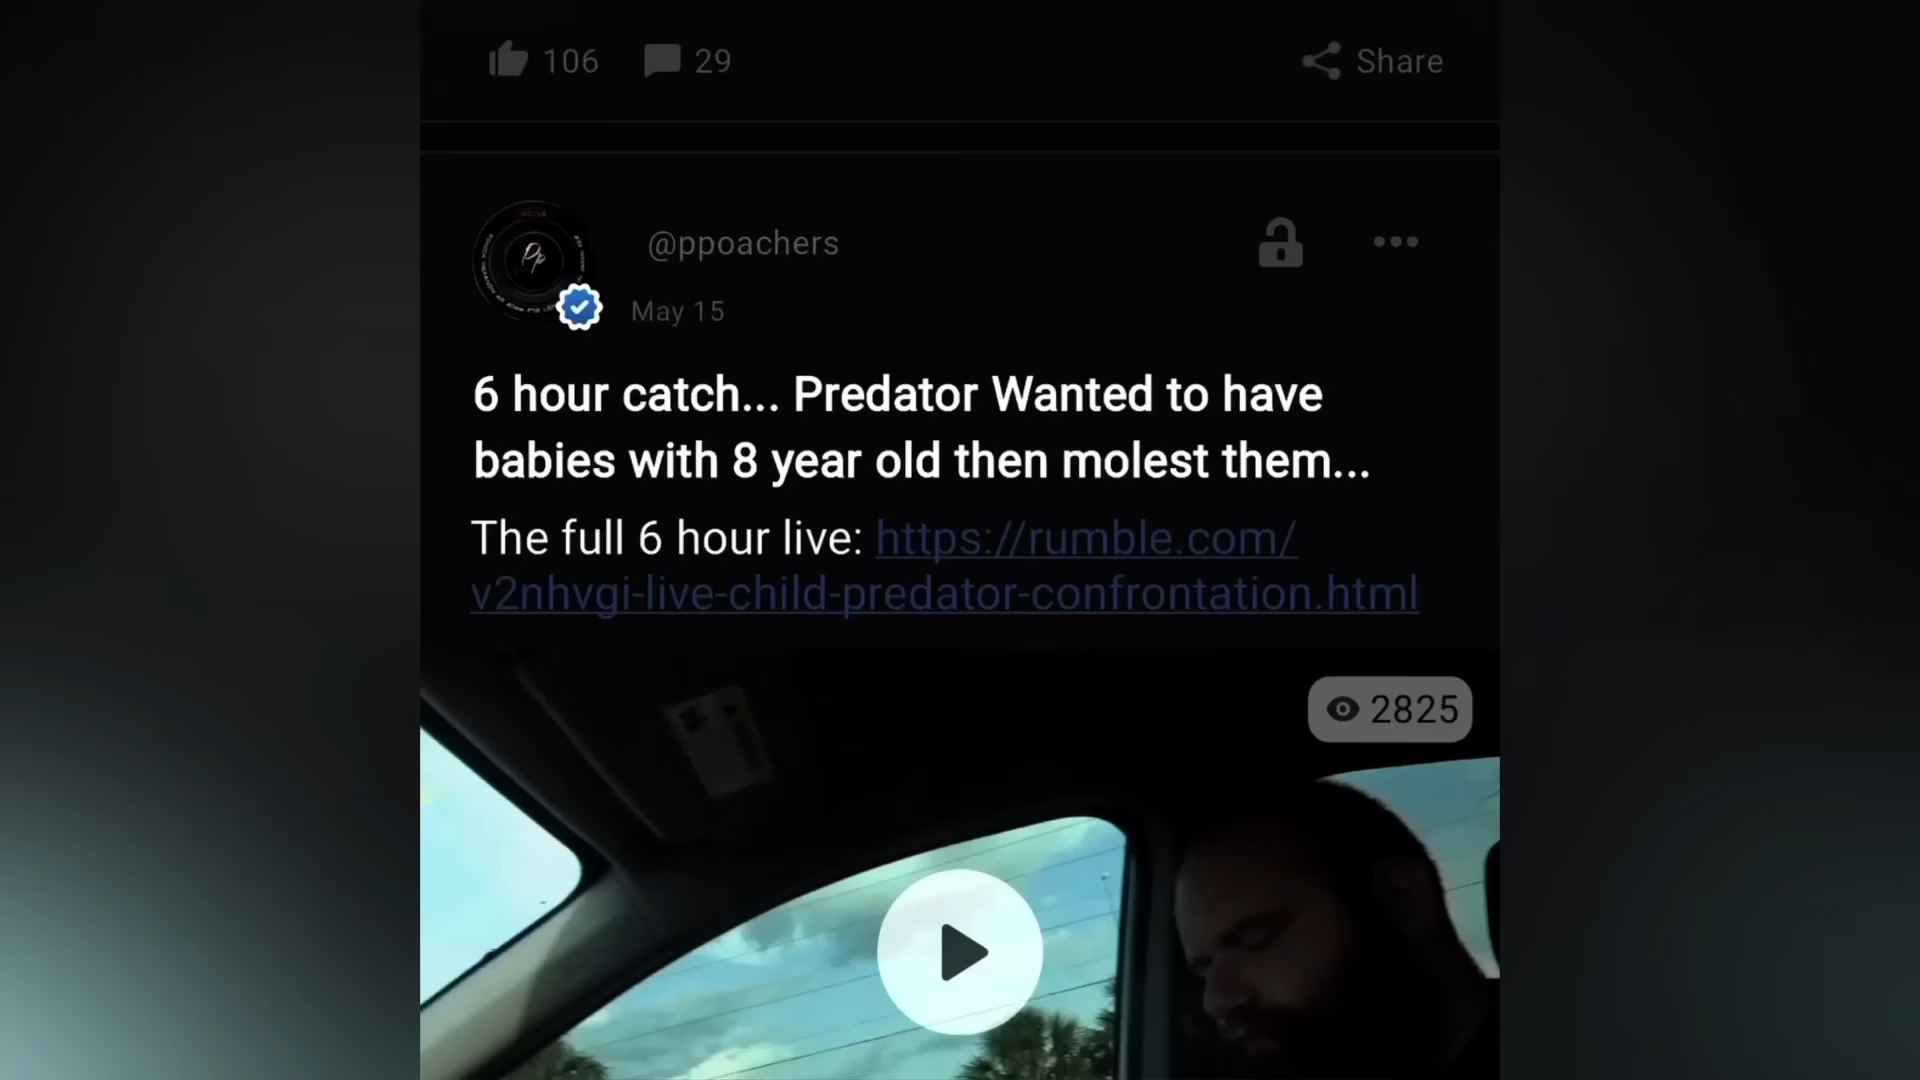 106 29 Share
@ppoachers
May 15
6 hour catch... Predator Wanted to have
babies with 8 year old then molest them...
The full 6 hour live: https://rumble.com/
v2nhvgi-live-child-predator-confrontation.html
2825